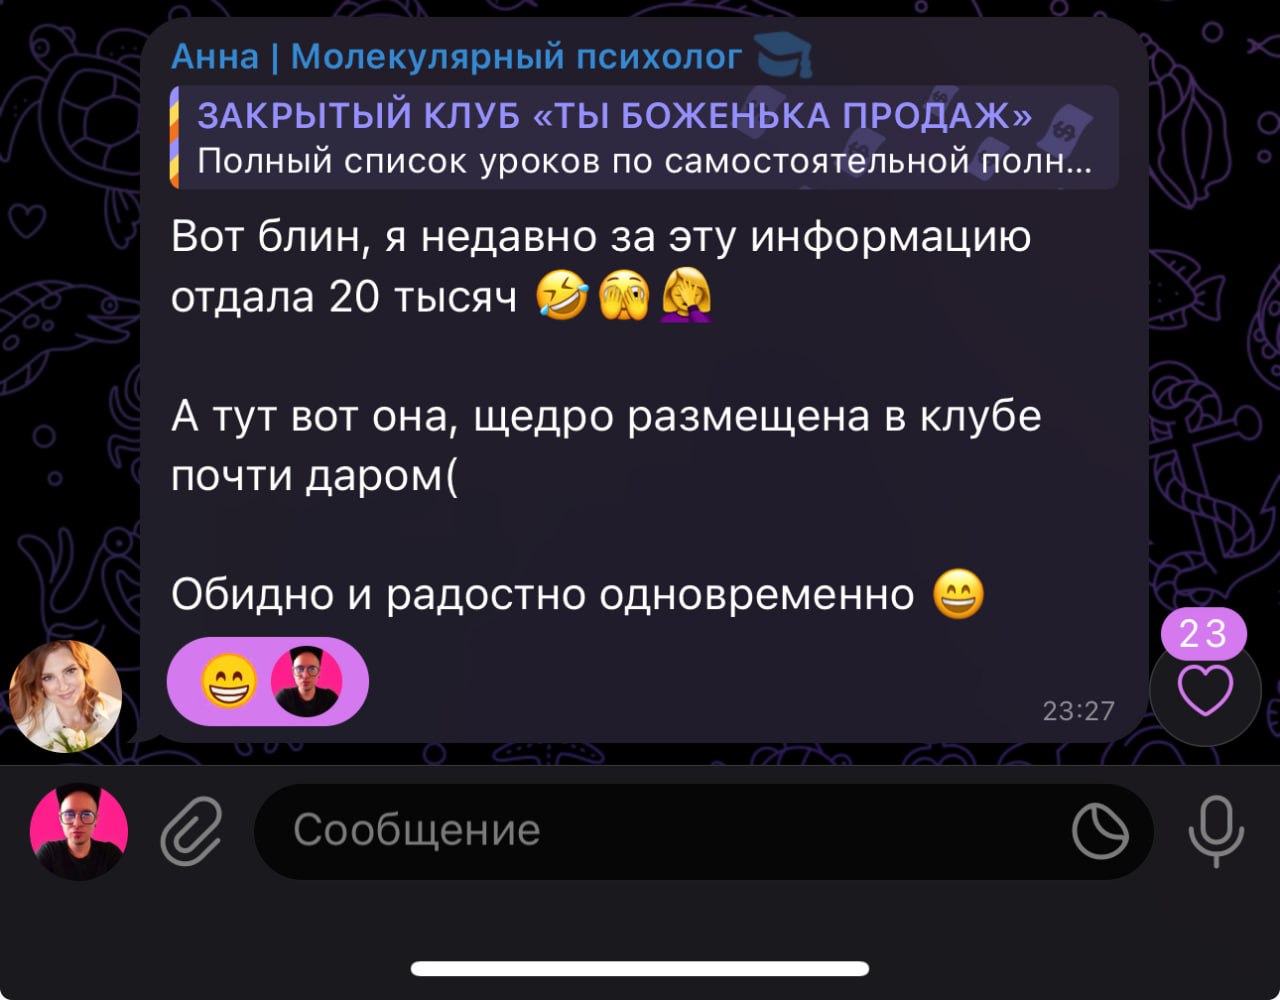 Анна | Молекулярный психолог
ЗАКРЫТЫЙ КЛУБ «ТЫ БОЖЕНЬКА ПРОДАЖ»
Полный список уроков по самостоятельной полн...
Вот блин, я недавно за эту информацию
отдала 20 тысяч 🤣🫣🤦‍♀️
А тут вот она, щедро размещена в клубе
почти даром(
Обидно и радостно одновременно 😄
23:27
23
Сообщение